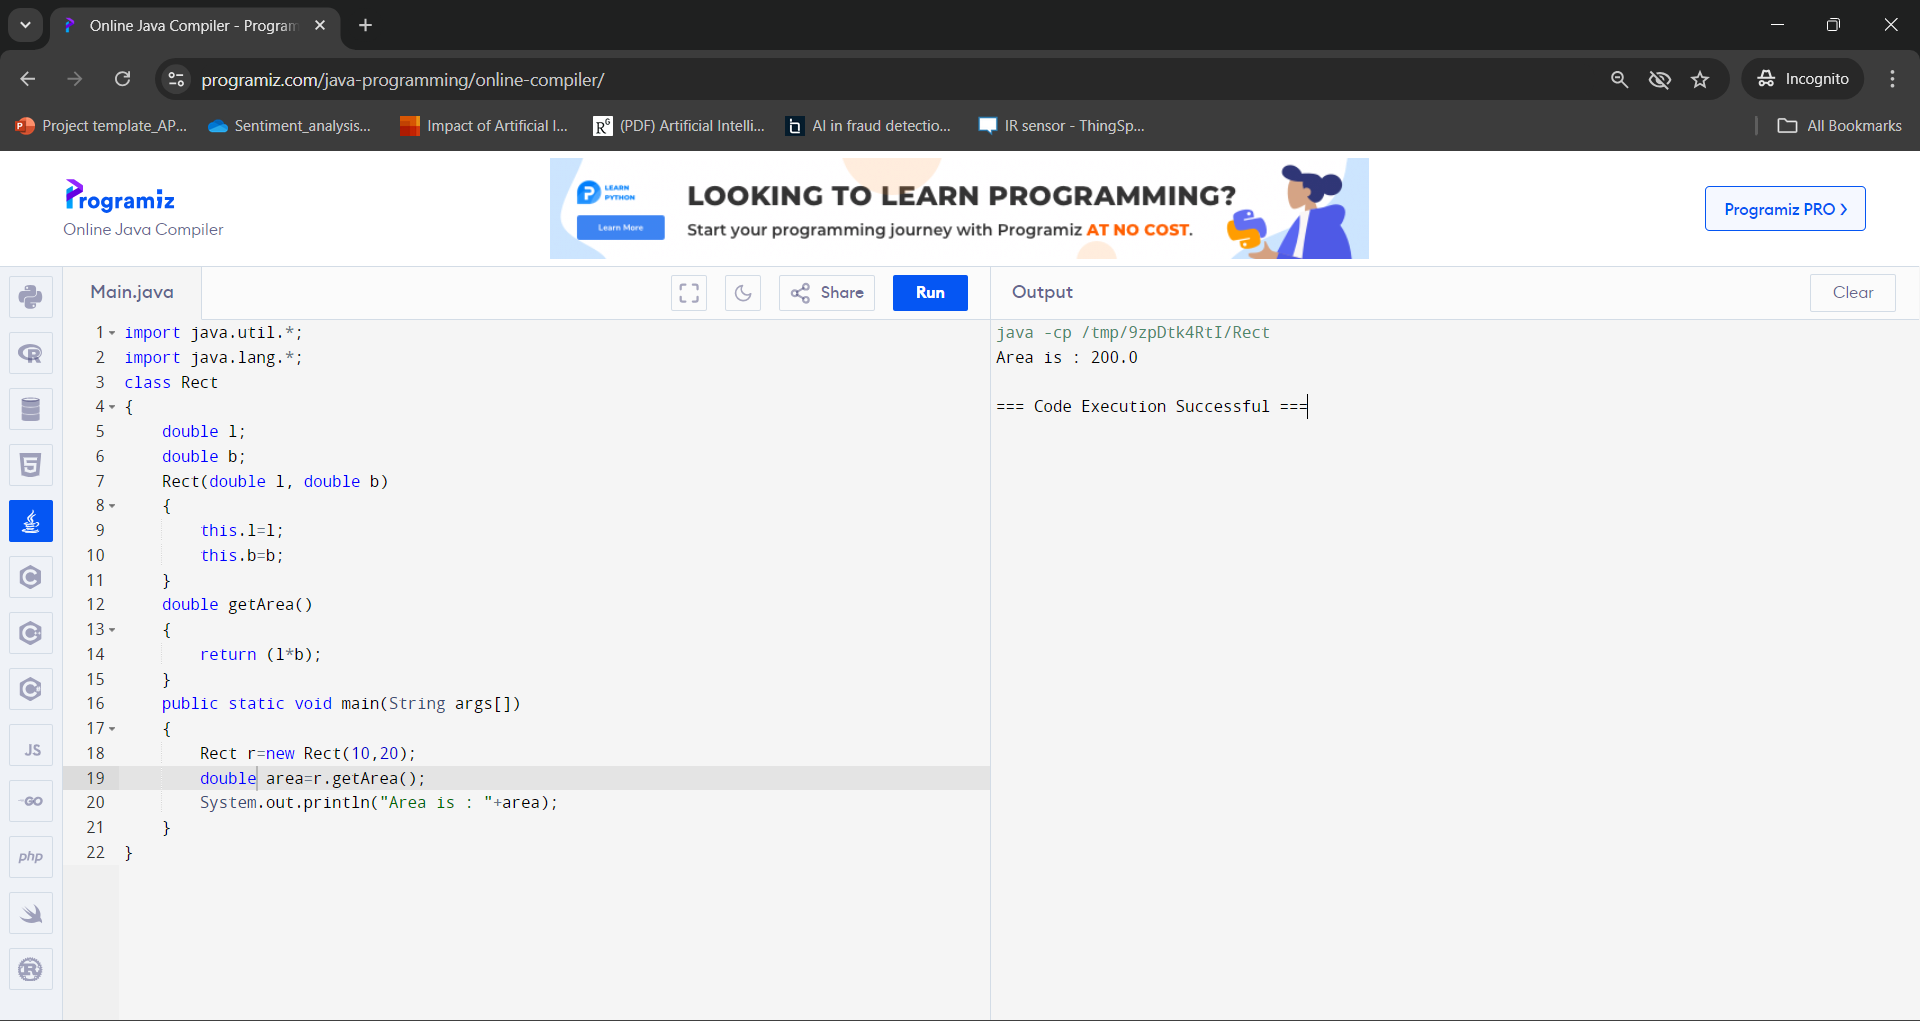 Online Java Compiler - Program
programiz.com/java-programming/online-compiler/
Incognito
Project template_AP...
Sentiment_analysis...
Impact of Artificial I...
R^G
(PDF) Artificial Intelli...
AI in fraud detectio...
IR sensor - ThingSp...
All Bookmarks
Programiz
Online Java Compiler
LEARN
PYTHON
Learn More
LOOKING TO LEARN PROGRAMMING?
Start your programming journey with Programiz AT NO COST.
Programiz PRO >
Main.java
Share
Run
Output
Clear
1 import java.util.*;
2 import java.lang.*;
3 class Rect
4 {
5 double l;
6 double b;
7 Rect(double l, double b)
8 {
9 this.l=l;
10 this.b=b;
11 }
12 double getArea()
13 {
14 return (l*b);
15 }
16 public static void main(String args[])
17 {
18 Rect r=new Rect(10,20);
19 double area=r.getArea();
20 System.out.println("Area is : "+area);
21 }
22 }
java -cp /tmp/9zpDtk4RtI/Rect
Area is : 200.0
=== Code Execution Successful ===
JS
GO
php